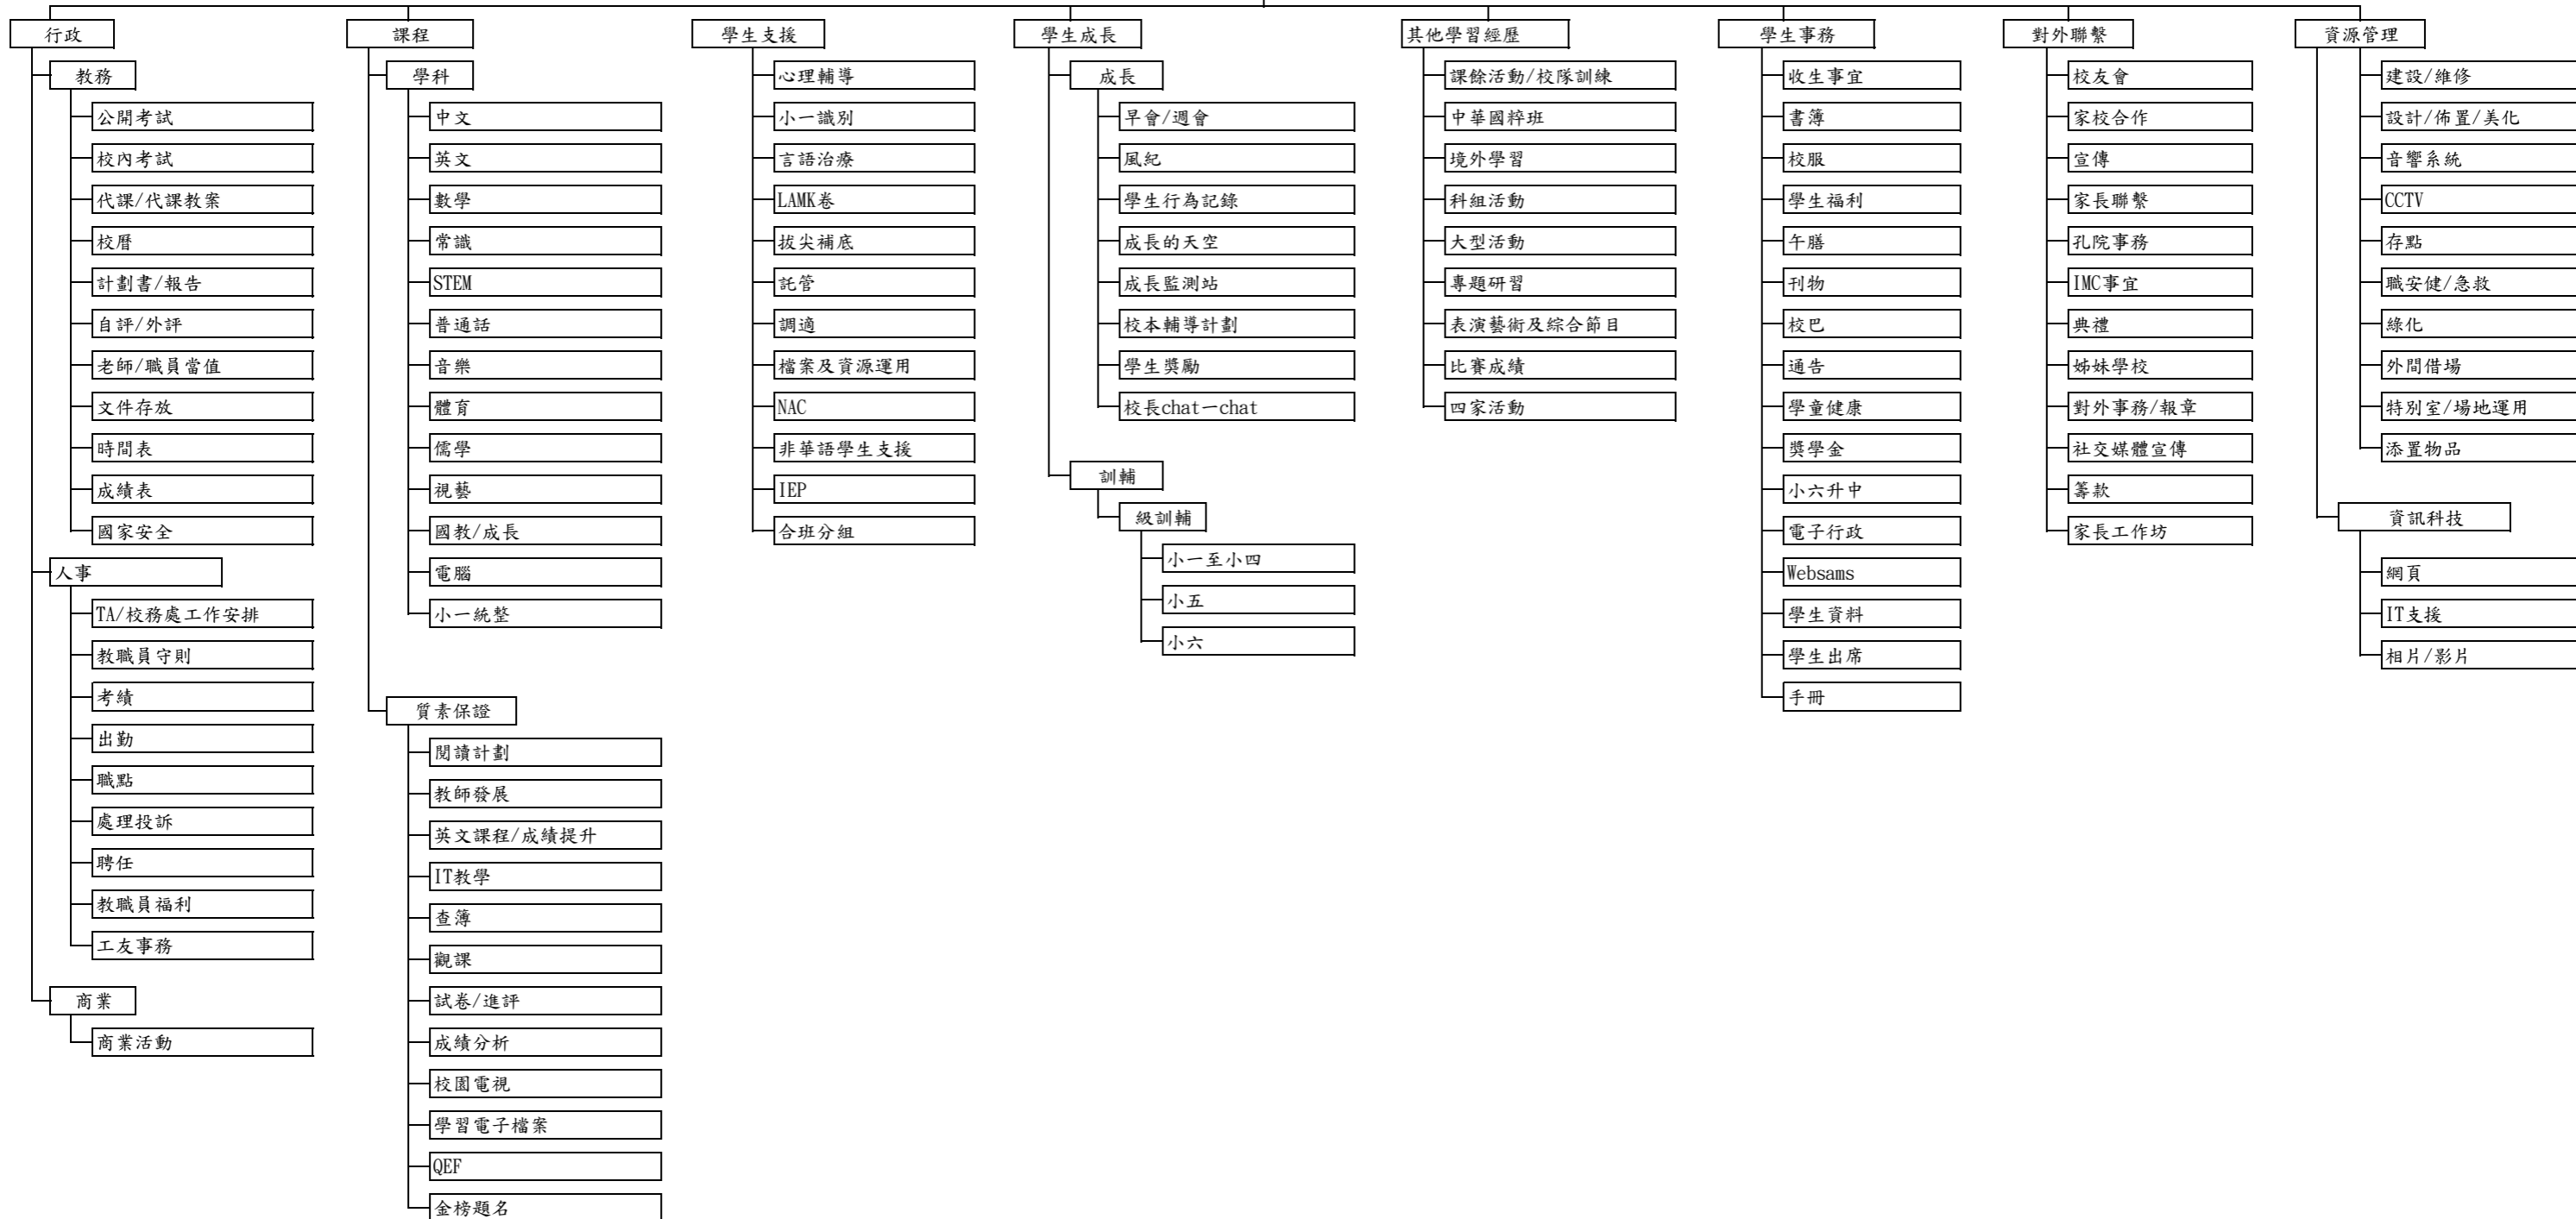 行政
教務
公開考試
校內考試
代課/代課教案
校曆
計劃書/報告
自評/外評
老師/職員當值
文件存放
時間表
成績表
國家安全
人事
TA/校務處工作安排
教職員守則
考績
出勤
職點
處理投訴
聘任
教職員福利
工友事務
商業
商業活動
課程
學科
中文
英文
數學
常識
STEM
普通話
音樂
體育
儒學
視藝
國教/成長
電腦
小一統整
質素保證
閱讀計劃
教師發展
英文課程/成績提升
IT教學
查簿
觀課
試卷/進評
成績分析
校園電視
學習電子檔案
QEF
金榜題名
學生支援
心理輔導
小一識別
言語治療
LAMK卷
拔尖補底
託管
調適
檔案及資源運用
NAC
非華語學生支援
IEP
合班分組
學生成長
成長
早會/週會
風紀
學生行為記錄
成長的天空
成長監測站
校本輔導計劃
學生獎勵
校長chat一chat
訓輔
級訓輔
小一至小四
小五
小六
其他學習經歷
課餘活動/校隊訓練
中華國粹班
境外學習
科組活動
大型活動
專題研習
表演藝術及綜合節目
比賽成績
四家活動
學生事務
收生事宜
書簿
校服
學生福利
午膳
刊物
校巴
通告
學童健康
獎學金
小六升中
電子行政
Websams
學生資料
學生出席
手冊
對外聯繫
校友會
家校合作
宣傳
家長聯繫
孔院事務
IMC事宜
典禮
姊妹學校
對外事務/報章
社交媒體宣傳
籌款
家長工作坊
資源管理
建設/維修
設計/佈置/美化
音響系統
CCTV
存點
職安健/急救
綠化
外間借場
特別室/場地運用
添置物品
資訊科技
網頁
IT支援
相片/影片